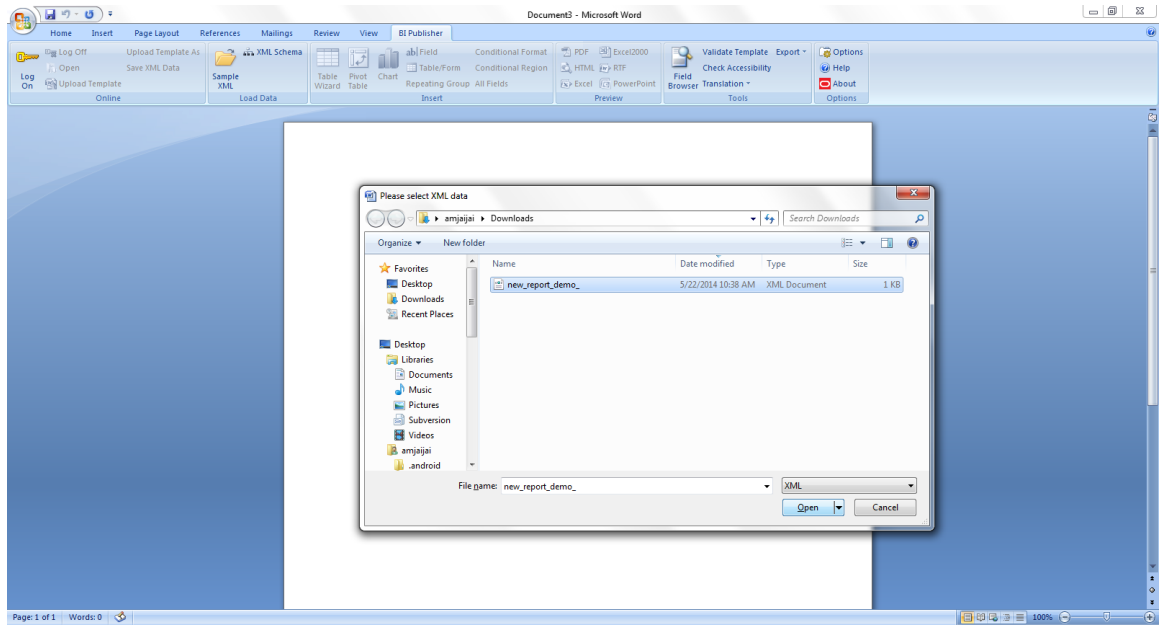 Document3 - Microsoft Word
Home Insert Page Layout References Mailings Review View BI Publisher
Log On
Log Off
Open
Upload Template
Upload Template As
Save XML Data
Online
Sample XML
XML Schema
Load Data
Table Wizard
Pivot Table
Chart
Field
Table/Form
Repeating Group
Conditional Format
Conditional Region
All Fields
Insert
PDF Excel2000
HTML RTF
Excel PowerPoint
Preview
Field Browser
Validate Template Export
Check Accessibility
Translation
Tools
Options
Help
About
Options
Please select XML data
amjaijai Downloads
Search Downloads
Organize New folder
Name Date modified Type Size
new_report_demo_ 5/22/2014 10:38 AM XML Document 1 KB
Favorites
Desktop
Downloads
Recent Places
Desktop
Libraries
Documents
Music
Pictures
Subversion
Videos
amjaijai
.android
File name: new_report_demo_ XML
Open Cancel
Page: 1 of 1 Words: 0 100%